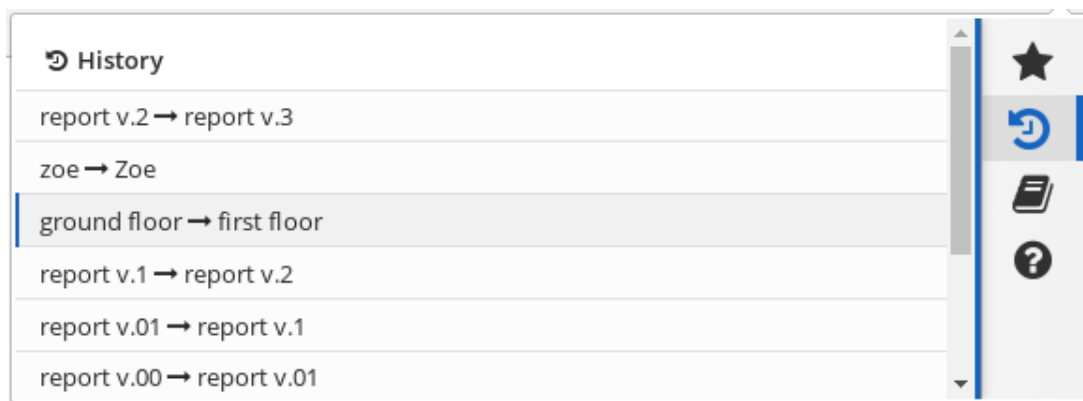 History
report v.2 → report v.3
zoe → Zoe
ground floor → first floor
report v.1 → report v.2
report v.01 → report v.1
report v.00 → report v.01